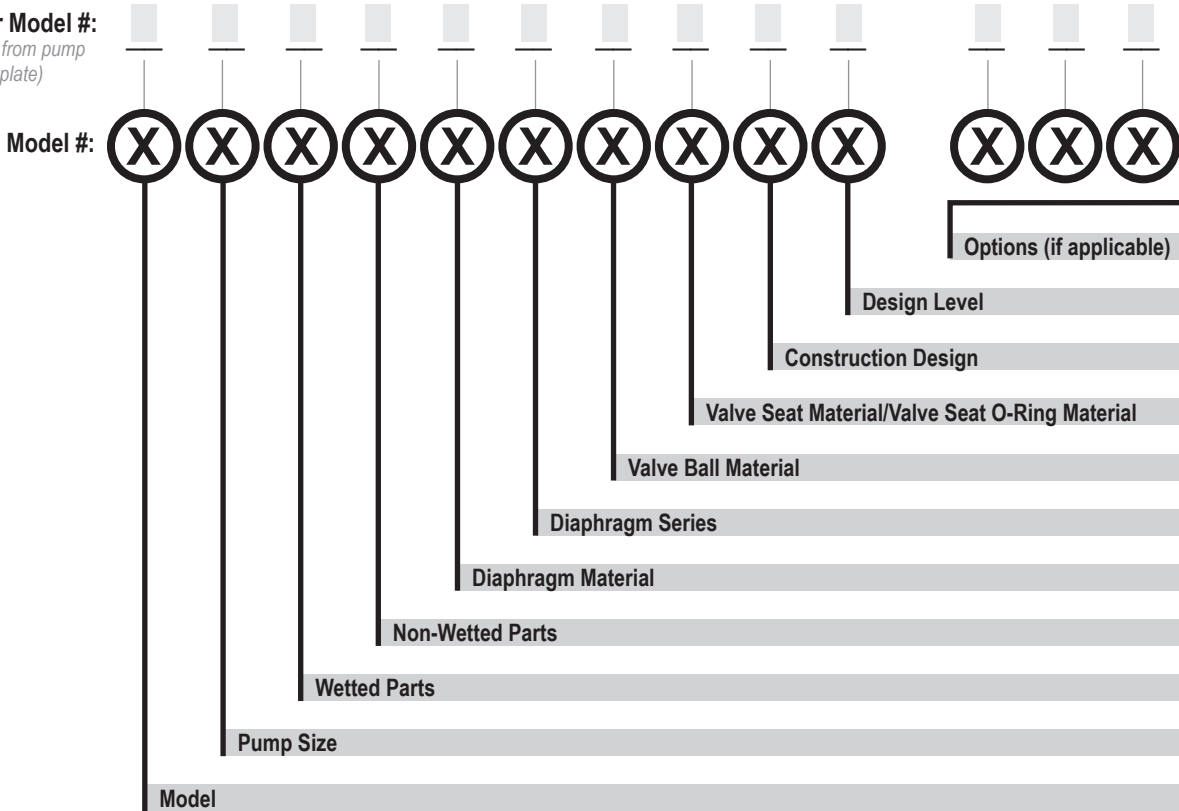 r Model #:
from pump
plate)
Model #: X X X X X X X X X X X X X
Options (if applicable)
Design Level
Construction Design
Valve Seat Material/Valve Seat O-Ring Material
Valve Ball Material
Diaphragm Series
Diaphragm Material
Non-Wetted Parts
Wetted Parts
Pump Size
Model